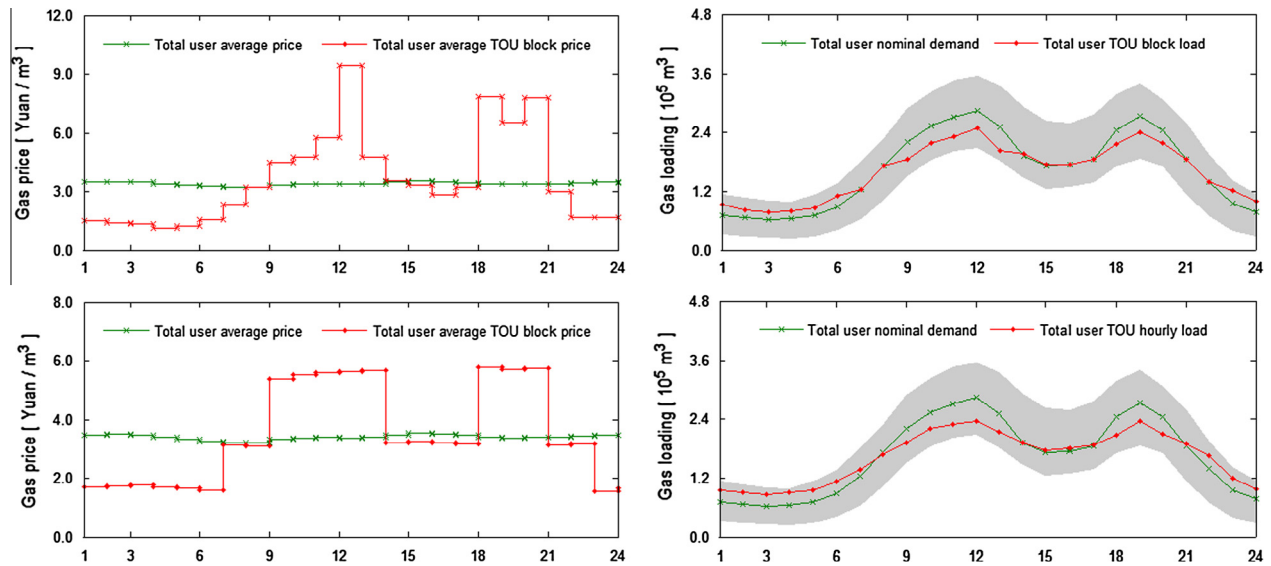 Gas price [ Yuan / m³ ]
12.0
9.0
6.0
3.0
0.0
Total user average price
Total user average TOU block price
1 3 6 9 12 15 18 21 24
Gas loading [ 10⁵ m³ ]
4.8
3.6
2.4
1.2
0.0
Total user nominal demand
Total user TOU block load
1 3 6 9 12 15 18 21 24
Gas price [ Yuan / m³ ]
8.0
6.0
4.0
2.0
0.0
Total user average price
Total user average TOU block price
1 3 6 9 12 15 18 21 24
Gas loading [ 10⁵ m³ ]
4.8
3.6
2.4
1.2
0.0
Total user nominal demand
Total user TOU hourly load
1 3 6 9 12 15 18 21 24